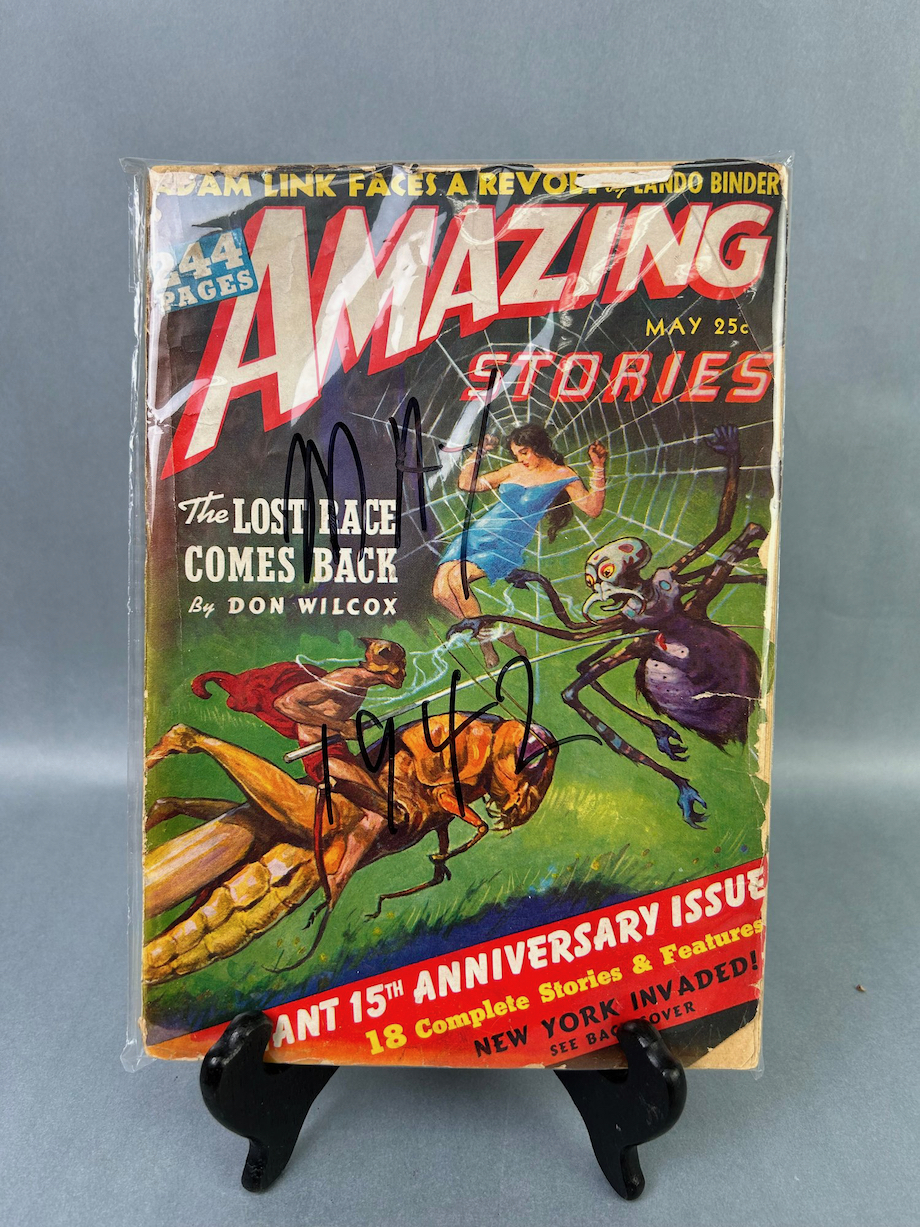 ADAM LINK FACES A REVOLT by EANDO BINDER
244
PAGES
AMAZING
MAY 25c
STORIES
MAY
The LOST RACE
COMES BACK
By DON WILCOX
1942
ANT 15TH ANNIVERSARY ISSUE
18 Complete Stories & Features
NEW YORK INVADED!
SEE BACK COVER